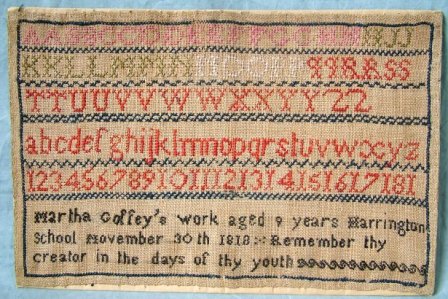 KKLLMMNNOOPPQQRRSS
TTUUVVWWXXYYZZ
abcdefghijklmnopqrstuvwxyz
123456789101112131415161718 1
Martha Coffey's work aged 9 years Harrington
School November 30th 1818 Remember thy
creator in the days of thy youth